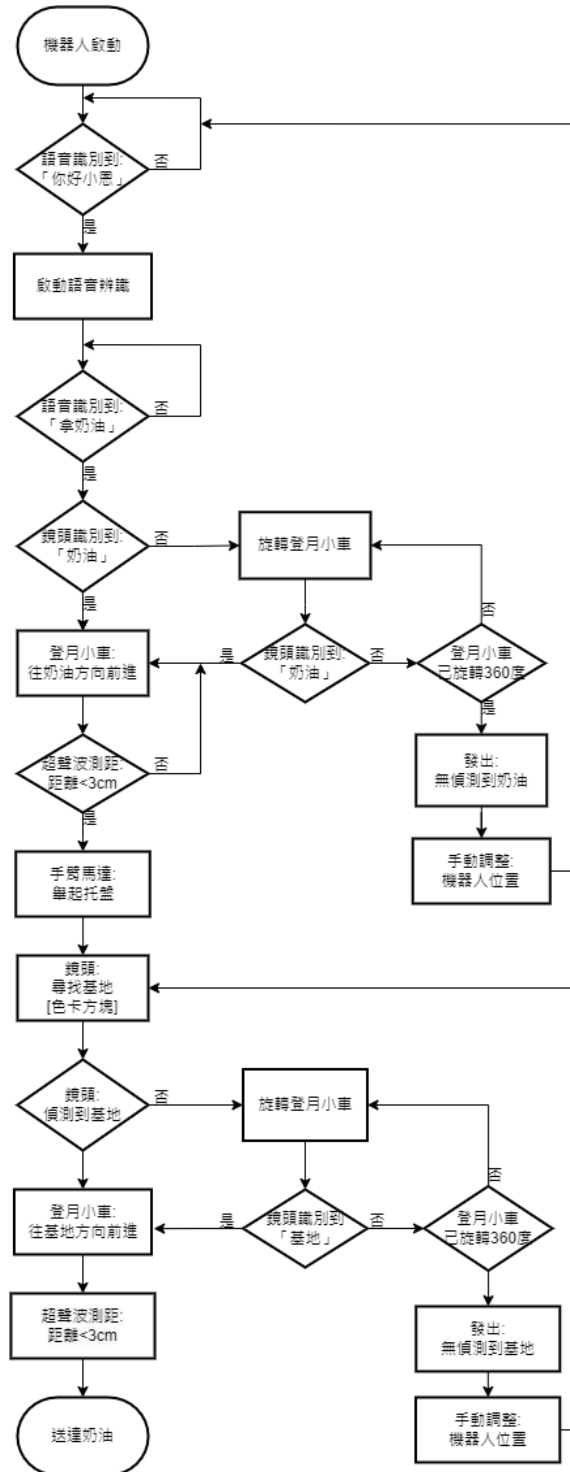 機器人啟動
語音識別到:
「你好小恩」
否
是
啟動語音辨識
語音識別到:
「拿奶油」
否
是
鏡頭識別到:
「奶油」
否
是
旋轉登月小車
鏡頭識別到:
「奶油」
是
否
登月小車
已旋轉360度
否
是
發出:
無偵測到奶油
手動調整:
機器人位置
登月小車:
往奶油方向前進
超聲波測距:
距離<3cm
否
是
手臂馬達:
舉起托盤
鏡頭:
尋找基地
[色卡方塊]
鏡頭:
偵測到基地
否
是
旋轉登月小車
鏡頭識別到
「基地」
是
否
登月小車
已旋轉360度
否
是
發出:
無偵測到基地
手動調整:
機器人位置
登月小車:
往基地方向前進
超聲波測距:
距離<3cm
送達奶油